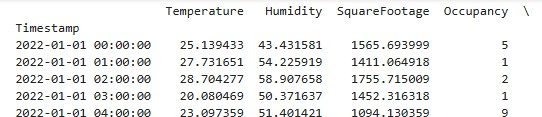 Temperature Humidity SquareFootage Occupancy \
Timestamp
2022-01-01 00:00:00 25.139433 43.431581 1565.693999 5
2022-01-01 01:00:00 27.731651 54.225919 1411.064918 1
2022-01-01 02:00:00 28.704277 58.907658 1755.715009 2
2022-01-01 03:00:00 20.080469 50.371637 1452.316318 1
2022-01-01 04:00:00 23.097359 51.401421 1094.130359 9